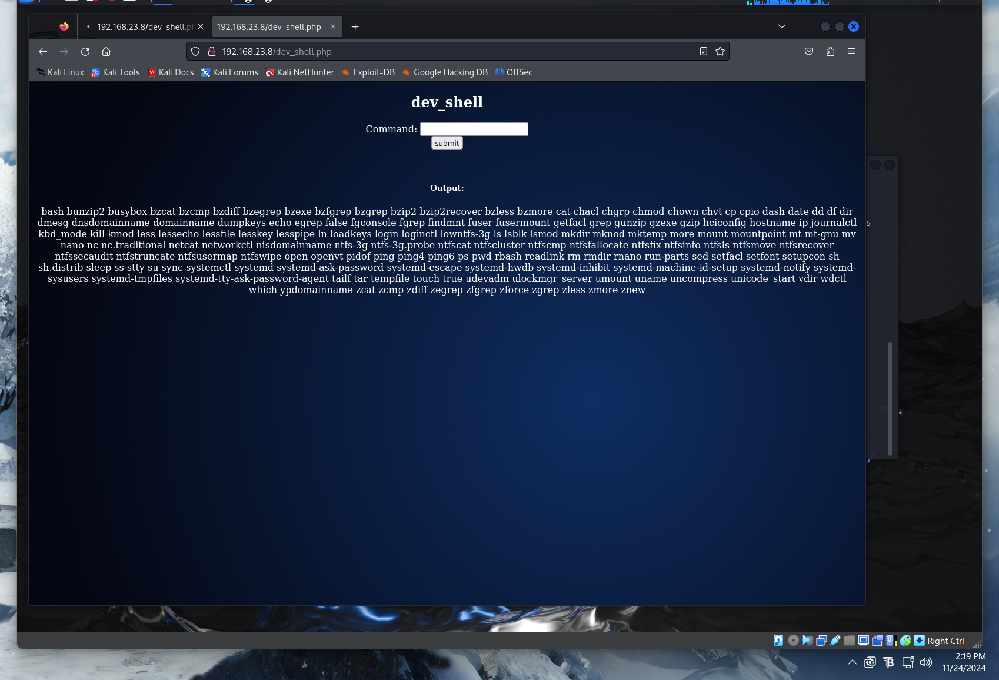 192.168.23.8/dev_shell.ph
192.168.23.8/dev_shell.php
192.168.23.8/dev_shell.php
Kali Linux
Kali Tools
Kali Docs
Kali Forums
Kali NetHunter
Exploit-DB
Google Hacking DB
OffSec
dev_shell
Command:
submit
Output:
bash bunzip2 busybox bzcat bzcmp bzdiff bzegrep bzexe bzfgrep bzgrep bzip2 bzip2recover bzless bzmore cat chacl chgrp chmod chown chvt cp cpio dash date dd df dir
dmesg dnsdomainname domainname dumpkeys echo egrep false fgconsole fgrep findmnt fuser fusermount getfacl grep gunzip gzexe gzip hciconfig hostname ip journalctl
kbd_mode kill kmod less lessecho lessfile lesskey lesspipe ln loadkeys login loginctl lowntfs-3g ls lsblk lsmod mkdir mknod mktemp more mount mountpoint mt mt-gnu mv
nano nc nc.traditional netcat networkctl nisdomainname ntfs-3g ntfs-3g.probe ntfscat ntfscluster ntfscmp ntfsfallocate ntfsfix ntfsinfo ntfsls ntfsmove ntfsrecover
ntfssecaudit ntfstruncate ntfsusermap ntfswipe open openvt pidof ping ping4 ping6 ps pwd rbash readlink rm rmdir rnano run-parts sed setfacl setfont setupcon sh
sh.distrib sleep ss stty su sync systemctl systemd systemd-ask-password systemd-escape systemd-hwdb systemd-inhibit systemd-machine-id-setup systemd-notify systemd-
sysusers systemd-tmpfiles systemd-tty-ask-password-agent tailf tar tempfile touch true udevadm ulockmgr_server umount uname uncompress unicode_start vdir wdctl
which ypdomainname zcat zcmp zdiff zegrep zfgrep zforce zgrep zless zmore znew
5
Right Ctrl
2:19 PM
11/24/2024